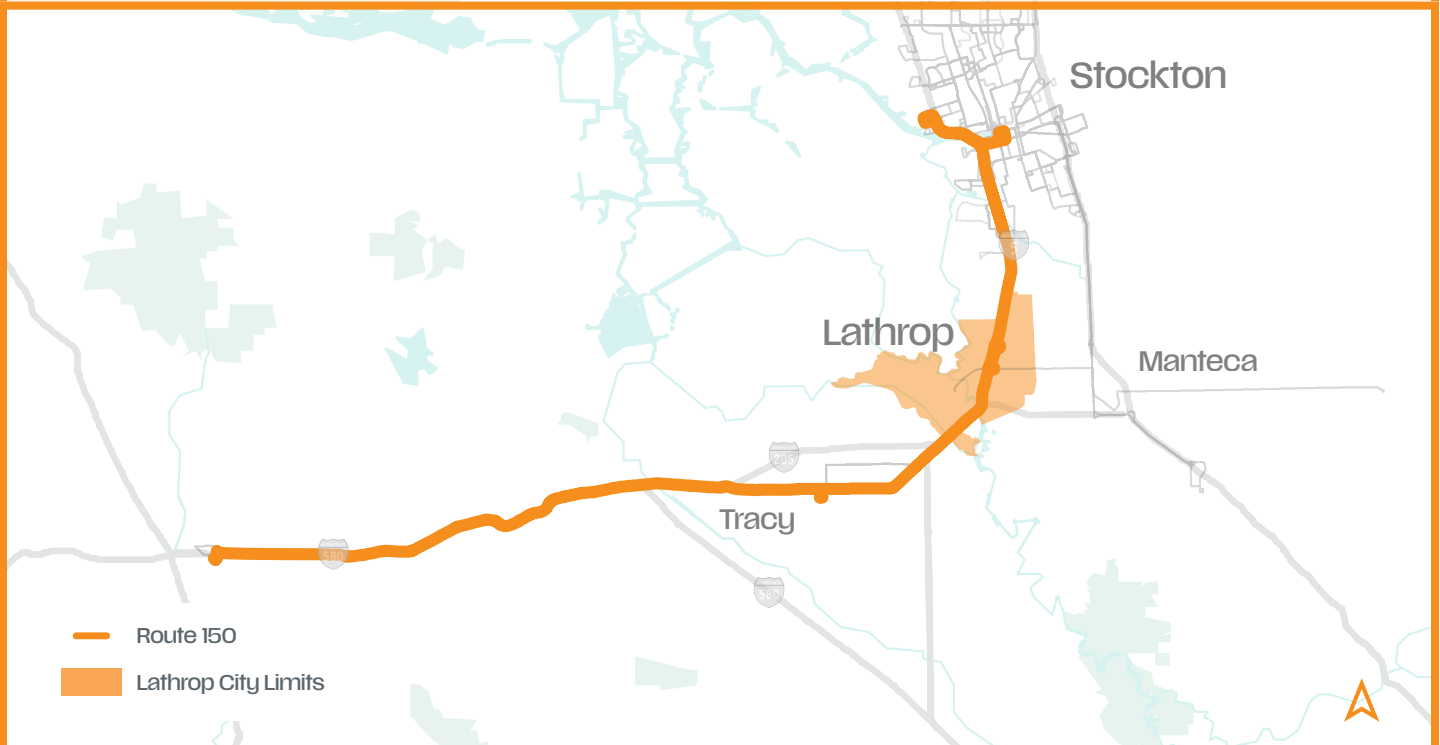 Stockton
5
Lathrop
Manteca
205
Tracy
580
580
Route 150
Lathrop City Limits